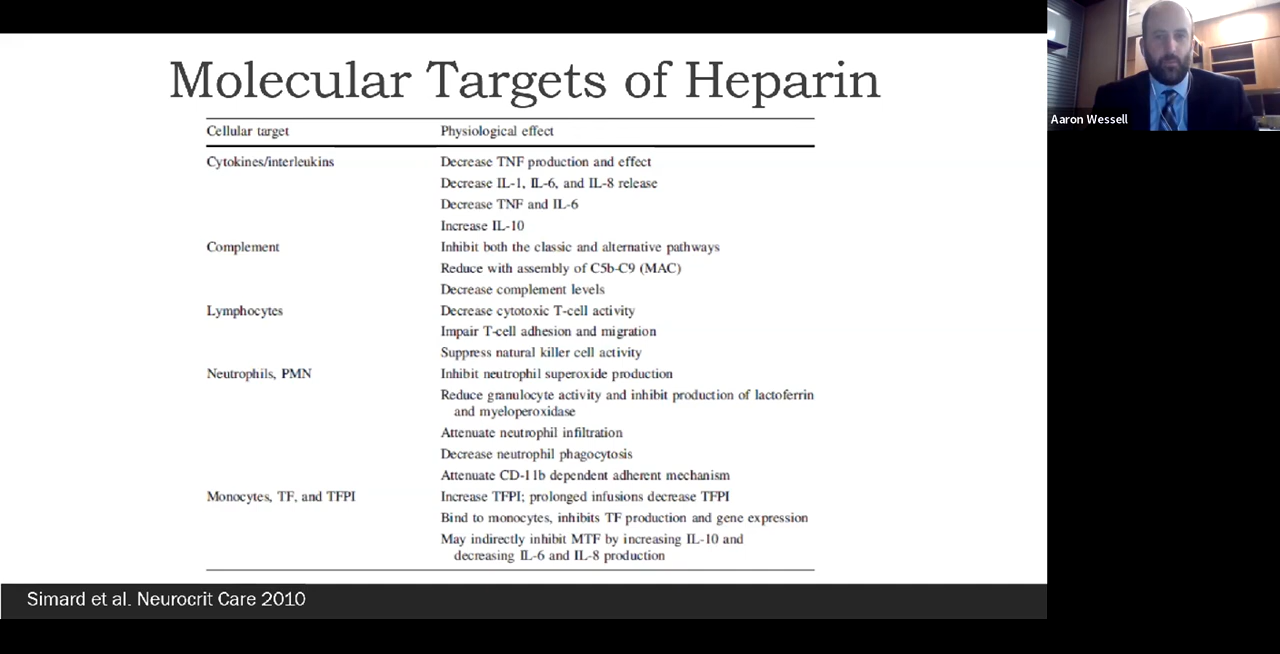 Molecular Targets of Heparin
Cellular target Physiological effect
Cytokines/interleukins Decrease TNF production and effect
Decrease IL-1, IL-6, and IL-8 release
Decrease TNF and IL-6
Increase IL-10
Complement Inhibit both the classic and alternative pathways
Reduce with assembly of C5b-C9 (MAC)
Decrease complement levels
Lymphocytes Decrease cytotoxic T-cell activity
Impair T-cell adhesion and migration
Suppress natural killer cell activity
Neutrophils, PMN Inhibit neutrophil superoxide production
Reduce granulocyte activity and inhibit production of lactoferrin
and myeloperoxidase
Attenuate neutrophil infiltration
Decrease neutrophil phagocytosis
Attenuate CD-11b dependent adherent mechanism
Monocytes, TF, and TFPI Increase TFPI; prolonged infusions decrease TFPI
Bind to monocytes, inhibits TF production and gene expression
May indirectly inhibit MTF by increasing IL-10 and
decreasing IL-6 and IL-8 production
Simard et al. Neurocrit Care 2010
Aaron Wessell